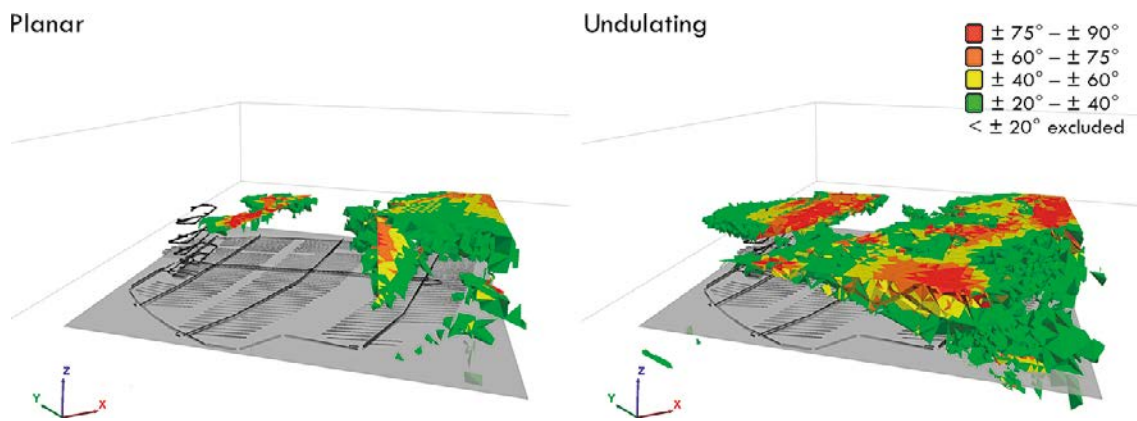 Planar
Undulating
± 75° – ± 90°
± 60° – ± 75°
± 40° – ± 60°
± 20° – ± 40°
< ± 20° excluded
Z
Y
X
Z
Y
X